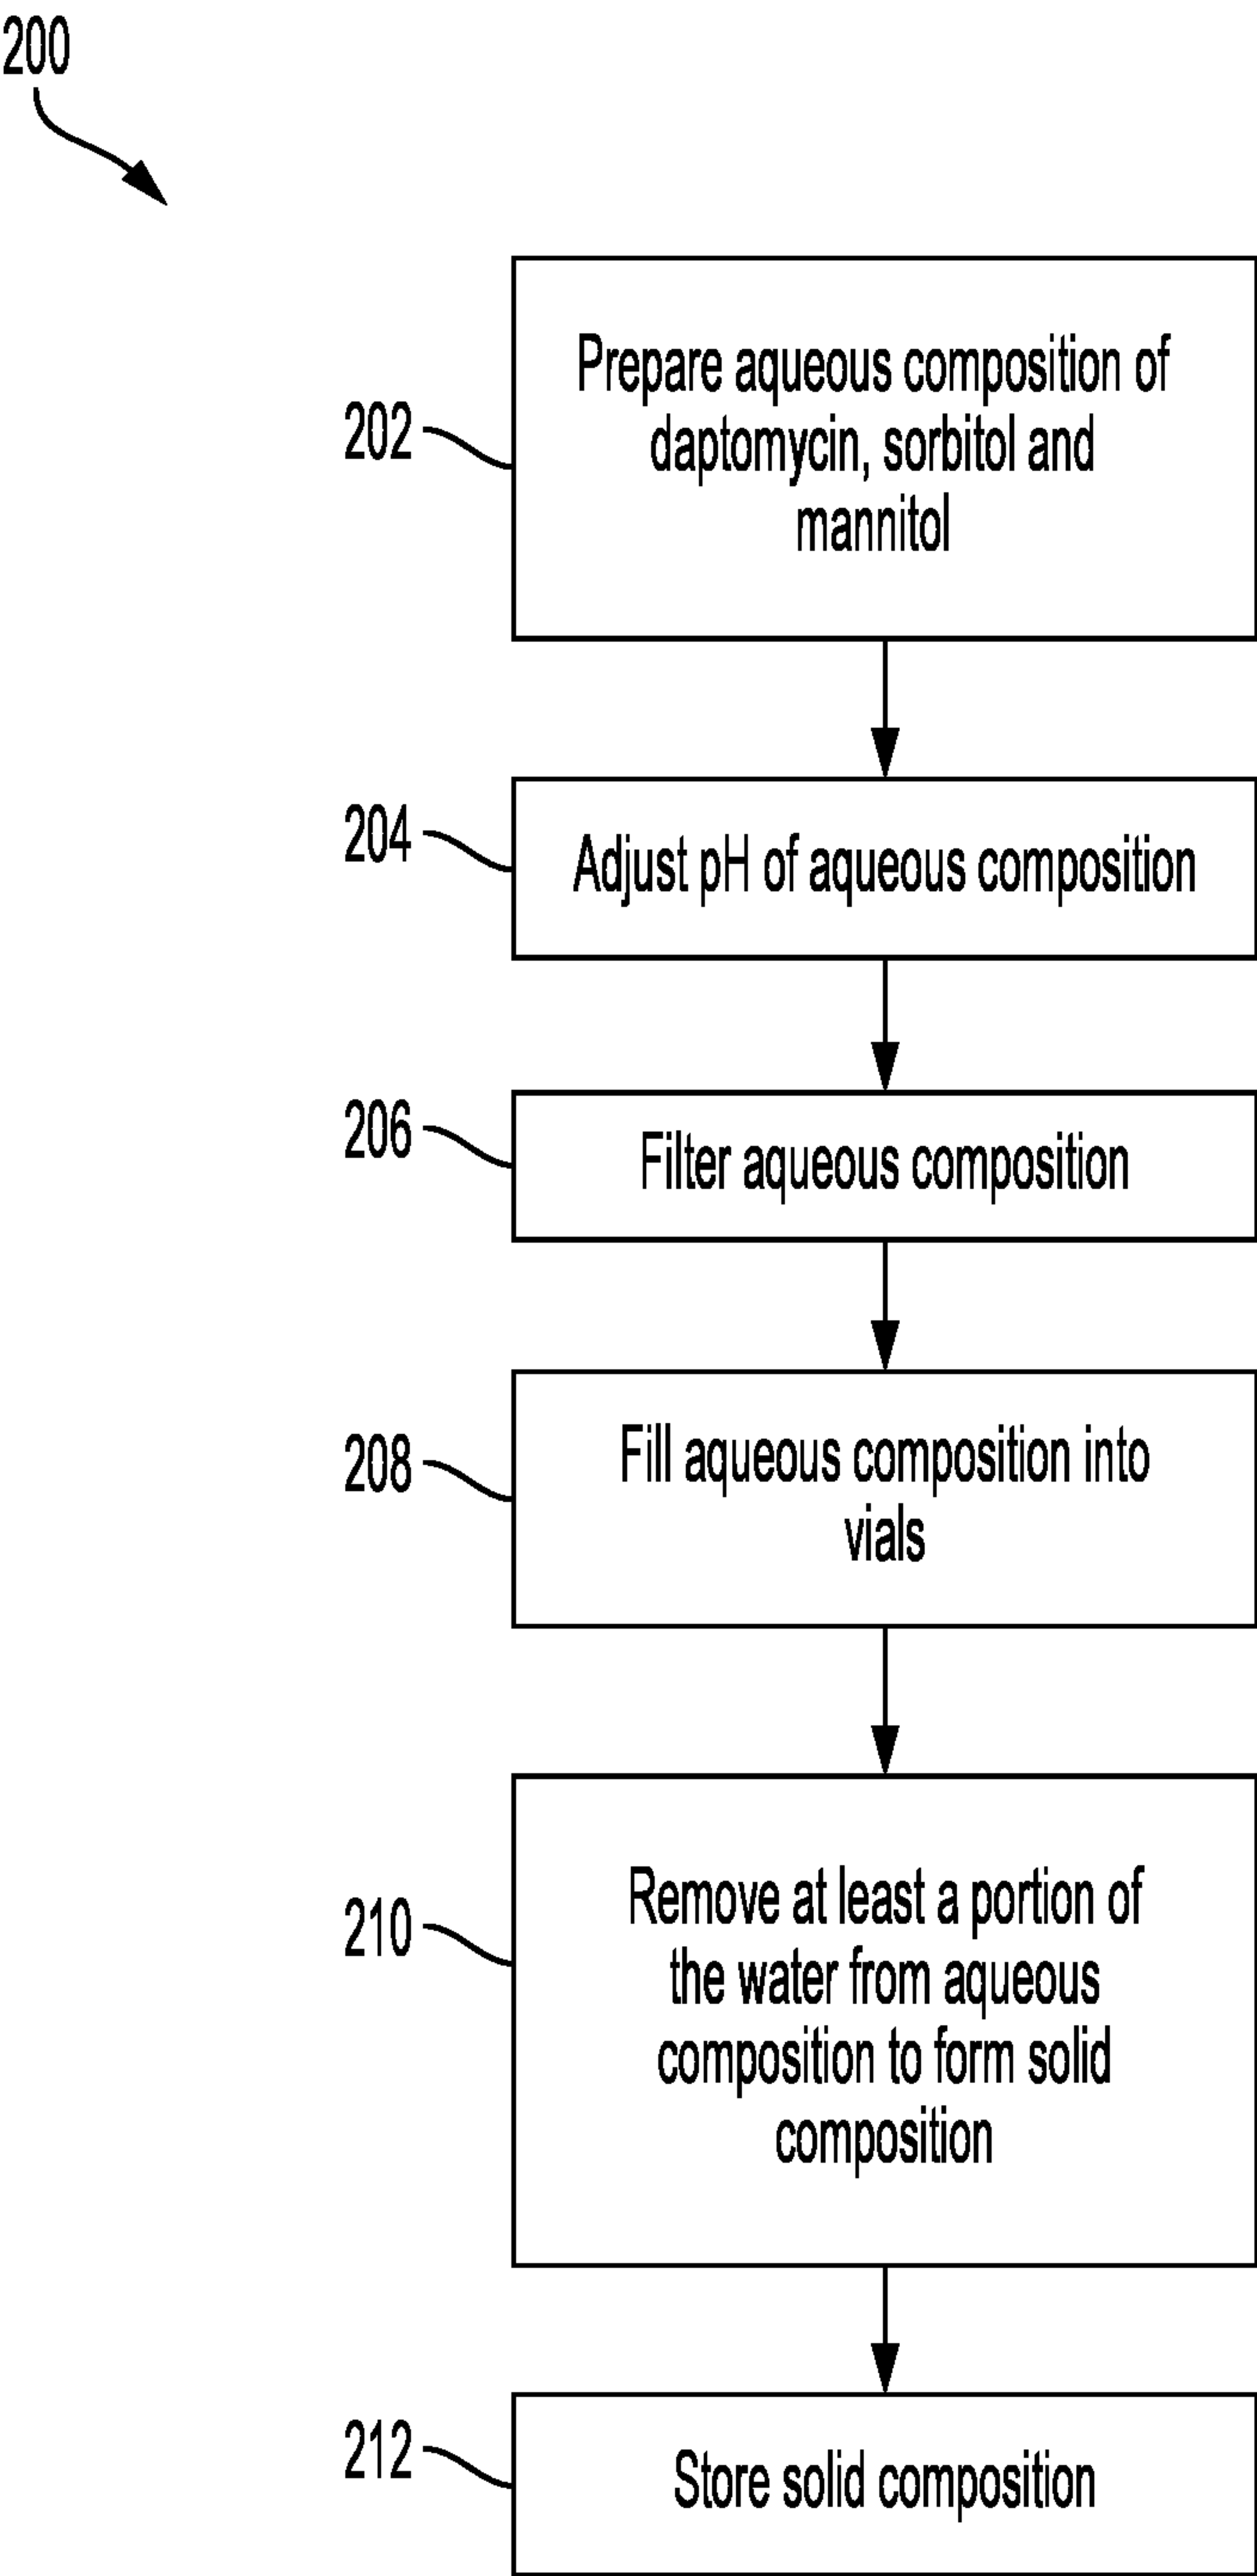 200
202
Prepare aqueous composition of
daptomycin, sorbitol and
mannitol
204
Adjust pH of aqueous composition
206
Filter aqueous composition
208
Fill aqueous composition into
vials
210
Remove at least a portion of
the water from aqueous
composition to form solid
composition
212
Store solid composition